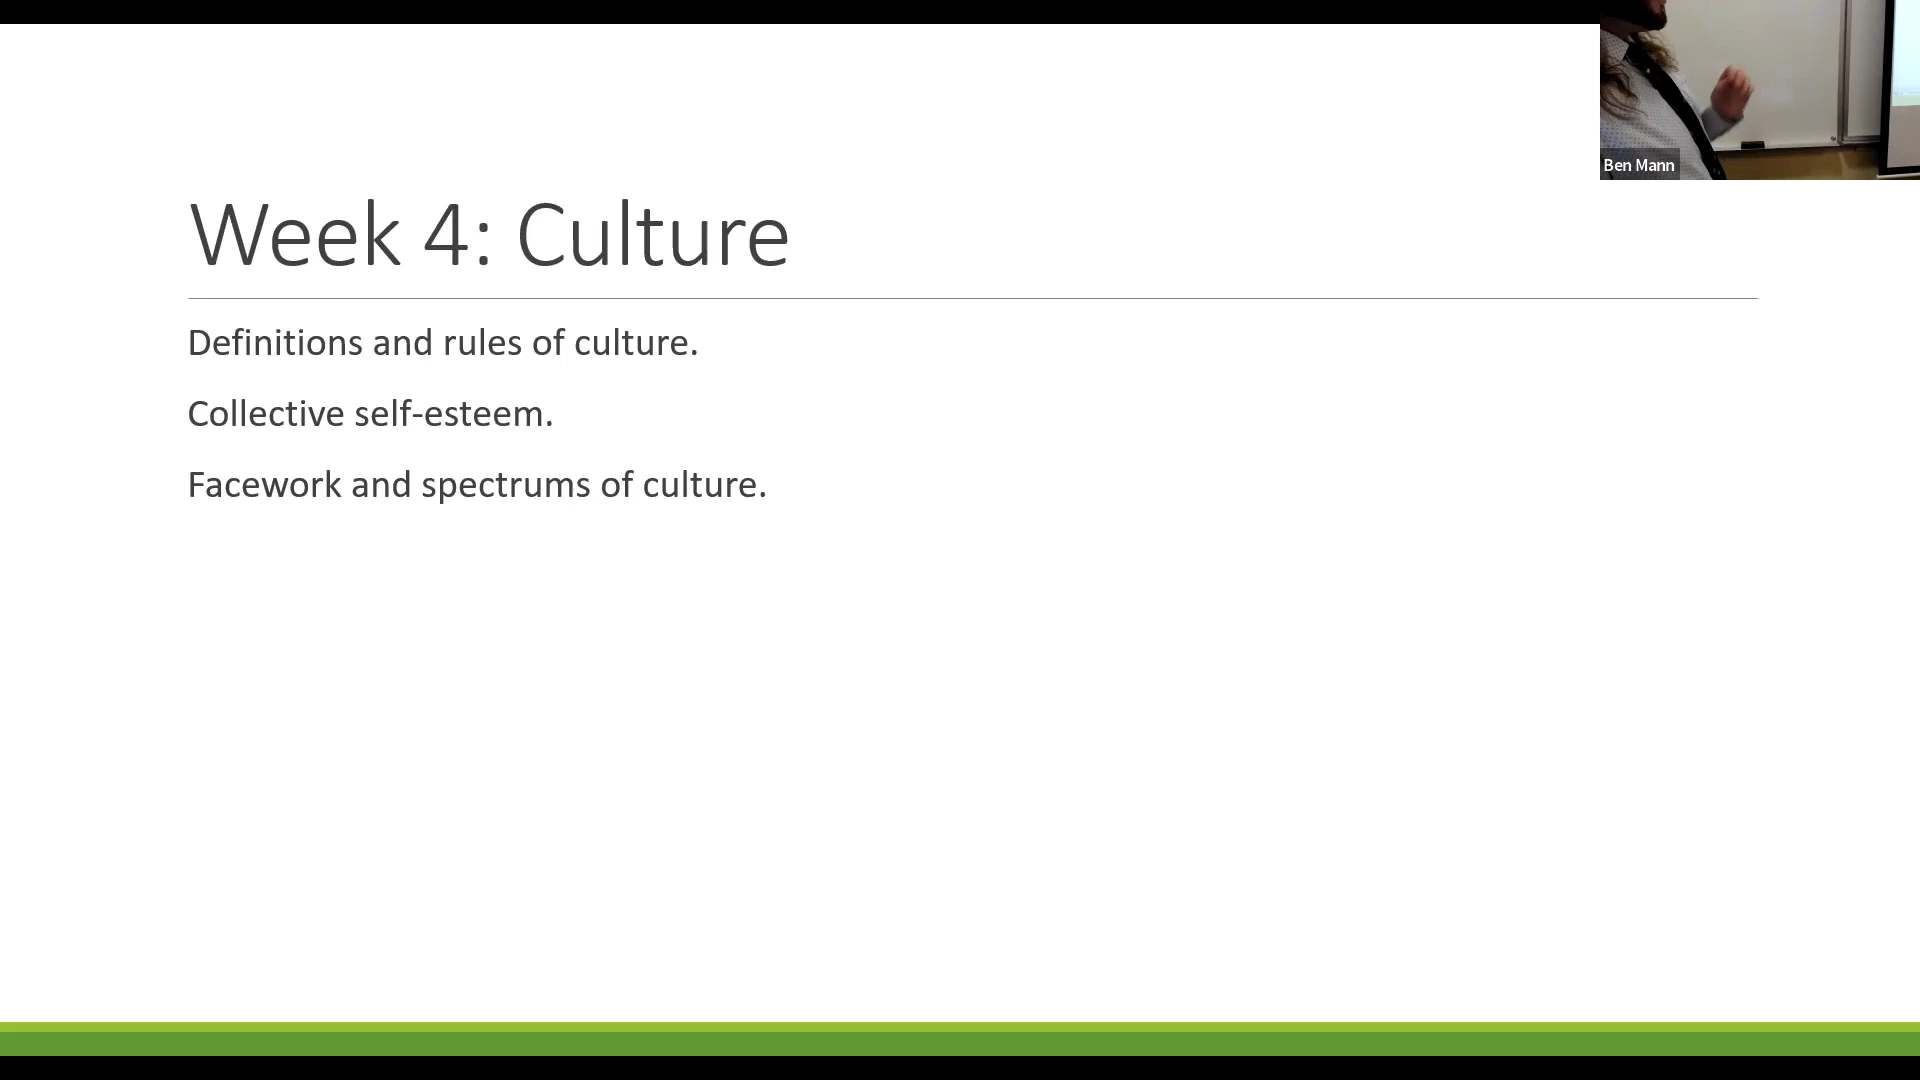 Ben Mann
Week 4: Culture
Definitions and rules of culture.
Collective self-esteem.
Facework and spectrums of culture.